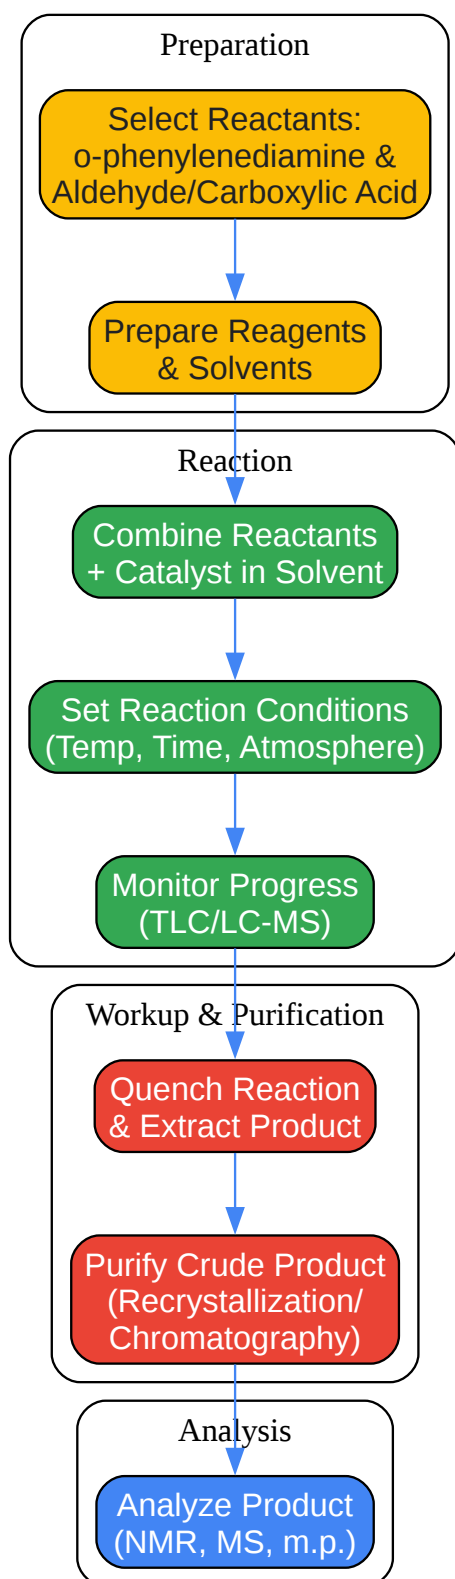 Preparation
Select Reactants:
o-phenylenediamine &
Aldehyde/Carboxylic Acid
Prepare Reagents
& Solvents
Reaction
Combine Reactants
+ Catalyst in Solvent
Set Reaction Conditions
(Temp, Time, Atmosphere)
Monitor Progress
(TLC/LC-MS)
Workup & Purification
Quench Reaction
& Extract Product
Purify Crude Product
(Recrystallization/
Chromatography)
Analysis
Analyze Product
(NMR, MS, m.p.)